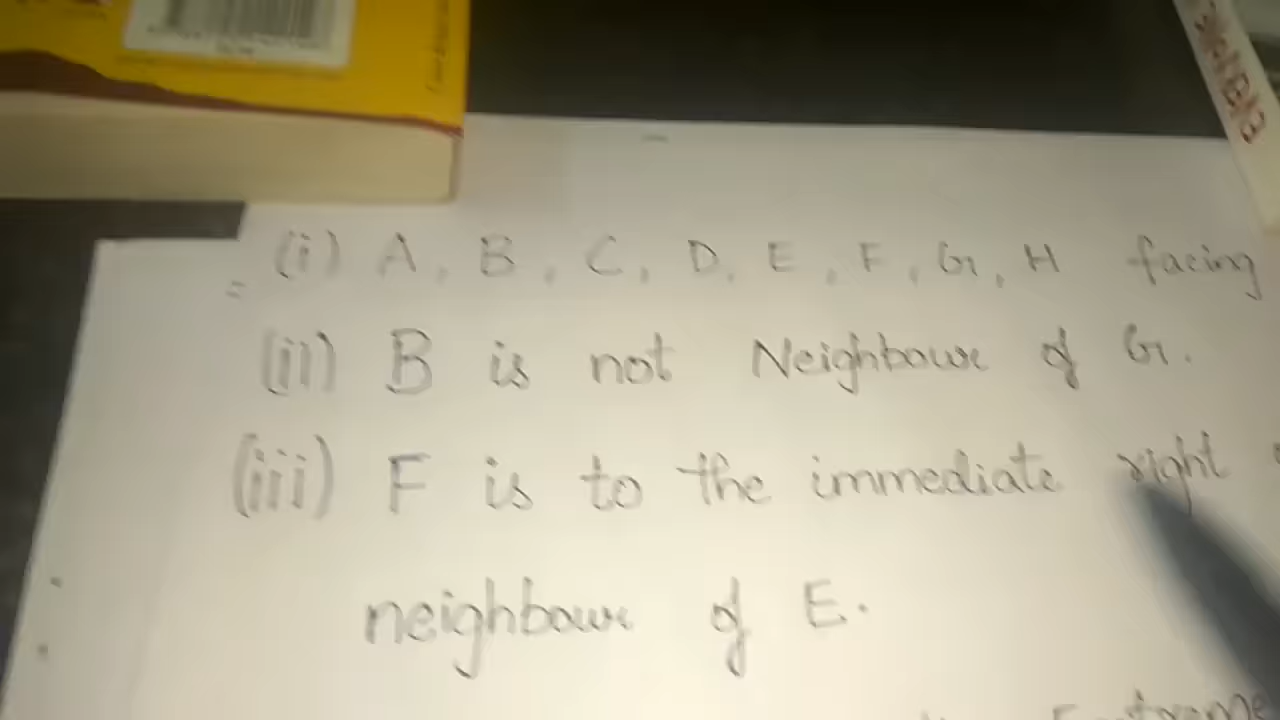 (i) A, B, C, D, E, F, G, H facing
(ii) B is not Neighbour of G.
(iii) F is to the immediate right
neighbour of E.